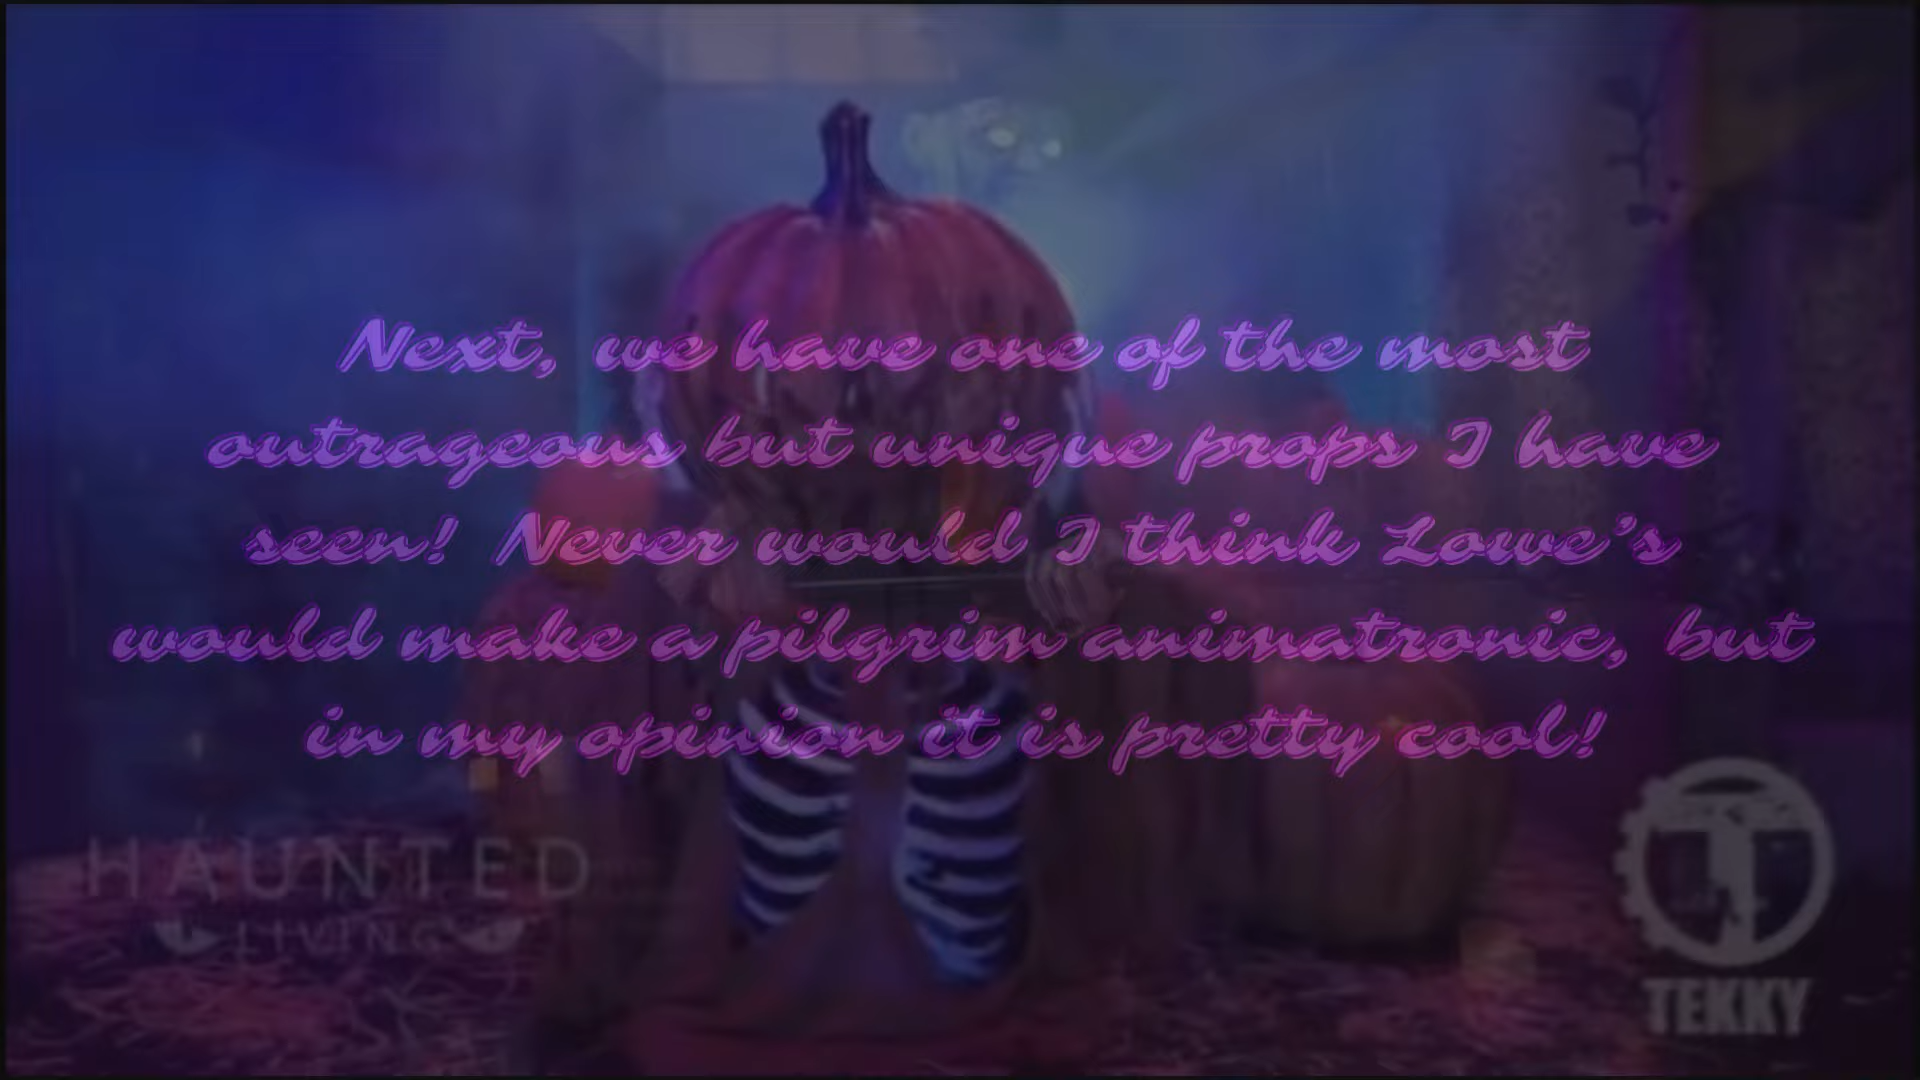 Next, we have one of the most
outrageous but unique props I have
seen! Never would I think Lowe's
would make a pilgrim animatronic, but
in my opinion it is pretty cool!
HAUNTED
LIVING
T
TEKKY